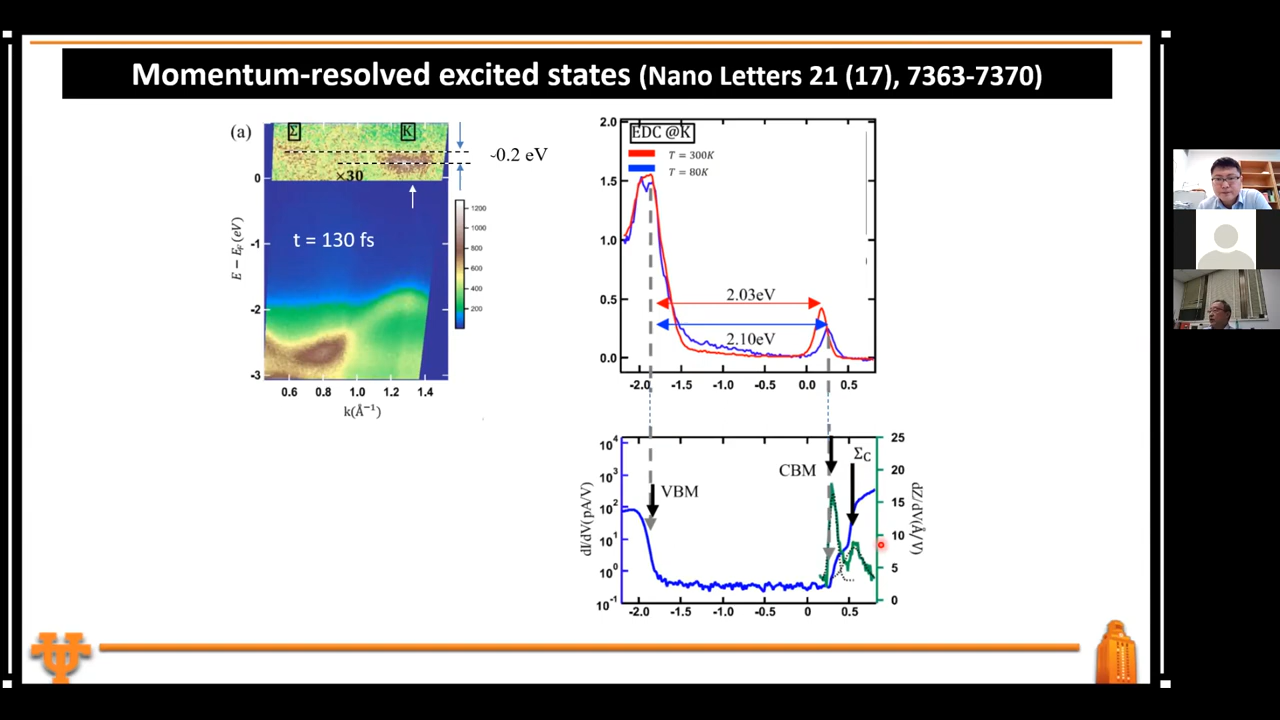 Momentum-resolved excited states (Nano Letters 21 (17), 7363-7370)
(a)
Σ
K
-0.2 eV
×30
t = 130 fs
E − E_F (eV)
0
-1
-2
-3
0.6 0.8 1.0 1.2 1.4
k(Å⁻¹)
1200
1000
800
600
400
200
EDC @K
T = 300K
T = 80K
2.0
1.5
1.0
0.5
0.0
2.03eV
2.10eV
-2.0 -1.5 -1.0 -0.5 0.0 0.5
dI/dV(pA/V)
10⁴
10³
10²
10¹
10⁰
10⁻¹
VBM
CBM
Σ_C
25
20
15
10
5
0
dZ/dV(Å/V)
-2.0 -1.5 -1.0 -0.5 0.0 0.5